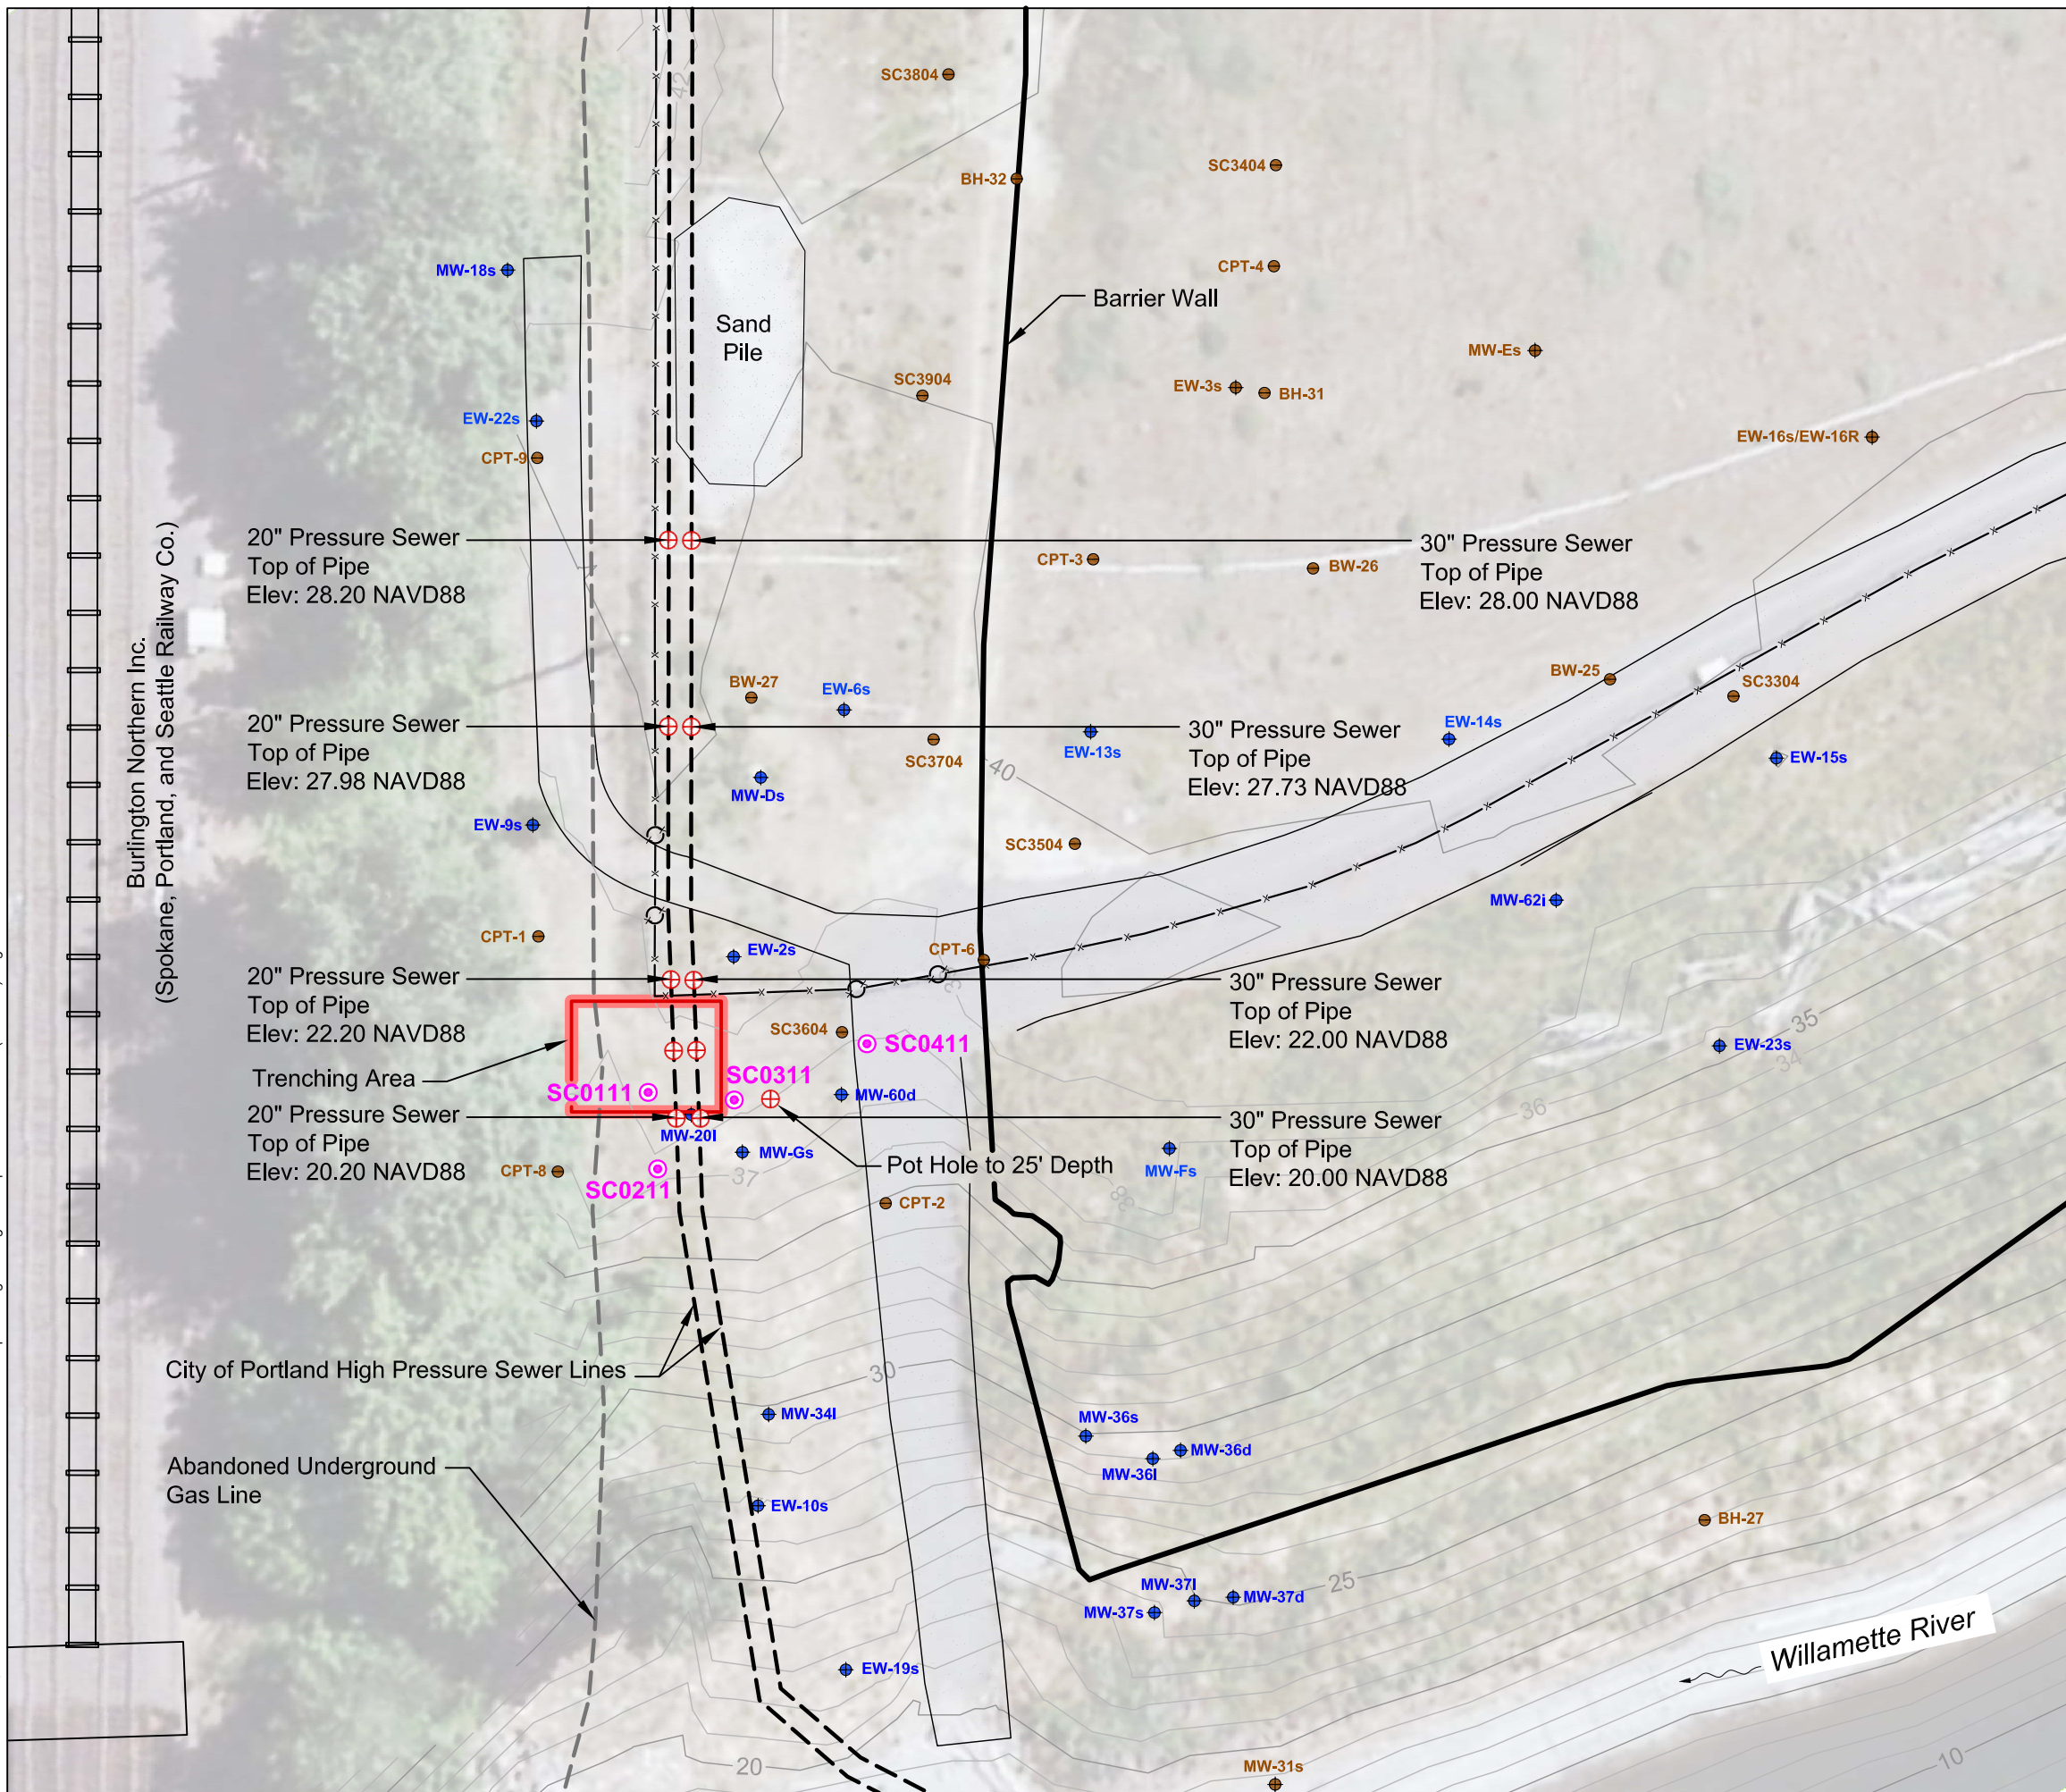 SC3804
42
SC3404
BH-32
CPT-4
MW-18s
Barrier Wall
Sand
Pile
MW-Es
SC3904
EW-3s
BH-31
EW-22s
EW-16s/EW-16R
CPT-9
20" Pressure Sewer
Top of Pipe
Elev: 28.20 NAVD88
30" Pressure Sewer
Top of Pipe
Elev: 28.00 NAVD88
CPT-3
BW-26
Burlington Northern Inc.
(Spokane, Portland, and Seattle Railway Co.)
BW-27
EW-6s
BW-25
SC3304
20" Pressure Sewer
Top of Pipe
Elev: 27.98 NAVD88
30" Pressure Sewer
Top of Pipe
Elev: 27.73 NAVD88
SC3704
EW-13s
EW-14s
EW-15s
40
MW-Ds
EW-9s
SC3504
MW-62i
CPT-1
EW-2s
CPT-6
20" Pressure Sewer
Top of Pipe
Elev: 22.20 NAVD88
30" Pressure Sewer
Top of Pipe
Elev: 22.00 NAVD88
SC3604
SC0411
35
EW-23s
34
Trenching Area
SC0311
SC0111
MW-60d
36
20" Pressure Sewer
Top of Pipe
Elev: 20.20 NAVD88
30" Pressure Sewer
Top of Pipe
Elev: 20.00 NAVD88
MW-20I
MW-Gs
Pot Hole to 25' Depth
MW-Fs
CPT-8
37
SC0211
CPT-2
38
City of Portland High Pressure Sewer Lines
30
MW-34I
MW-36s
MW-36d
MW-36I
Abandoned Underground
Gas Line
EW-10s
BH-27
25
MW-37I
MW-37d
MW-37s
Willamette River
EW-19s
20
MW-31s
10